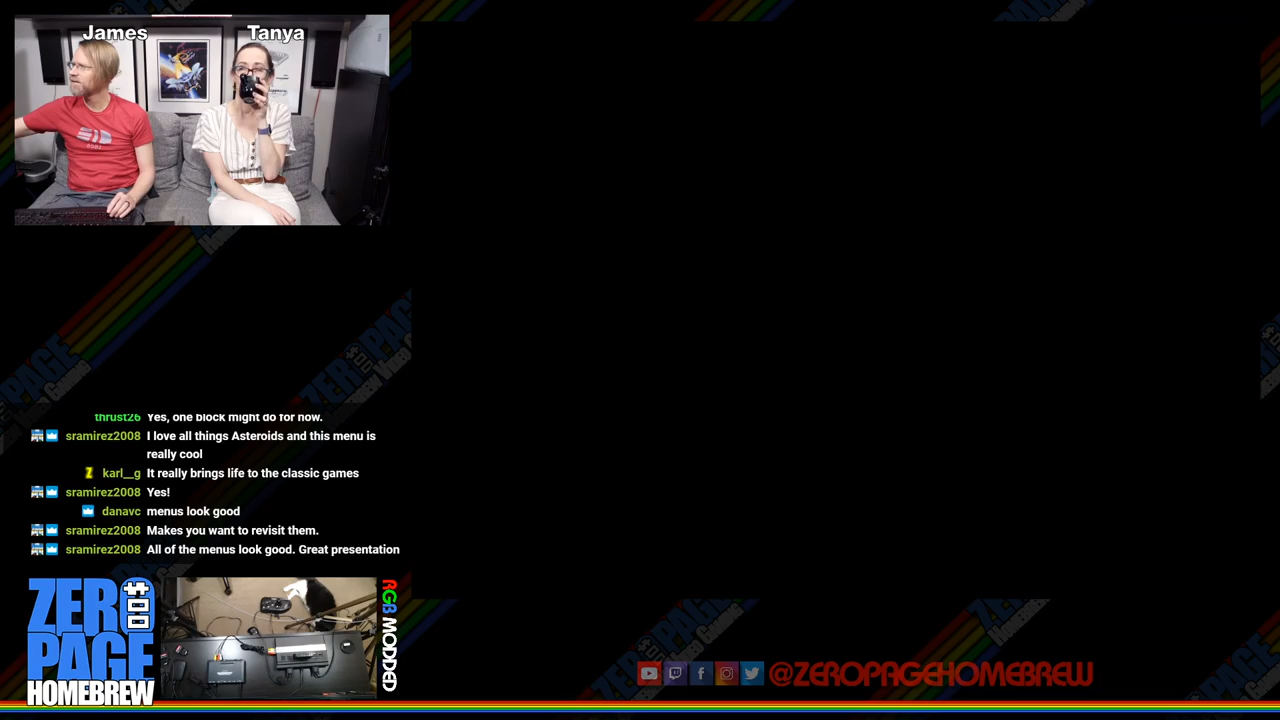 James
Tanya
thrust26 Yes, one block might do for now.
sramirez2008 I love all things Asteroids and this menu is
really cool
karl__g It really brings life to the classic games
sramirez2008 Yes!
danavc menus look good
sramirez2008 Makes you want to revisit them.
sramirez2008 All of the menus look good. Great presentation
ZERO
#$00
PAGE
HOMEBREW
RGB MODDED
@ZEROPAGEHOMEBREW